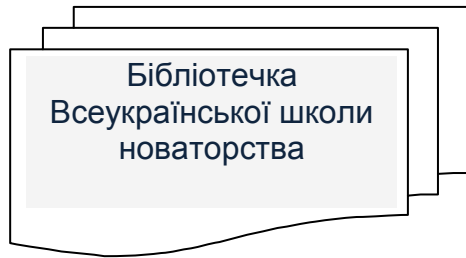 Бібліотечка
Всеукраїнської школи
новаторства